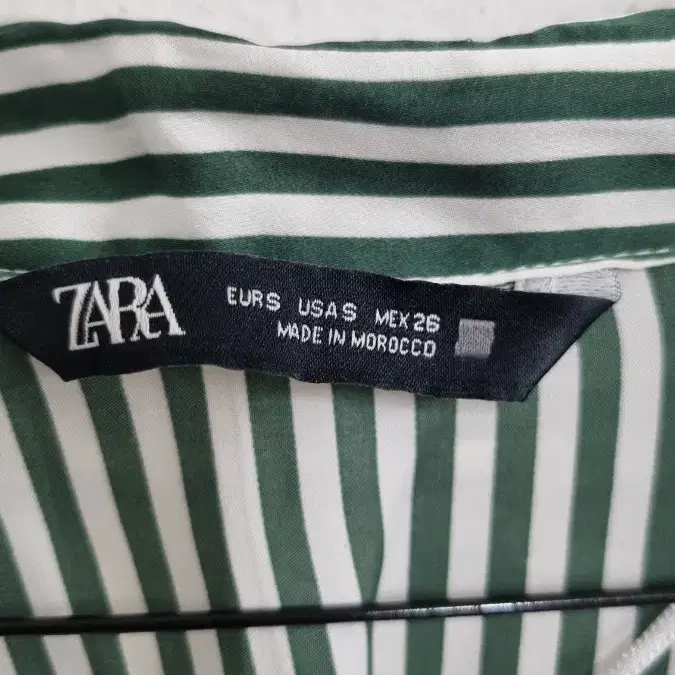 ZARA
EUR S USA S MEX 26
MADE IN MOROCCO